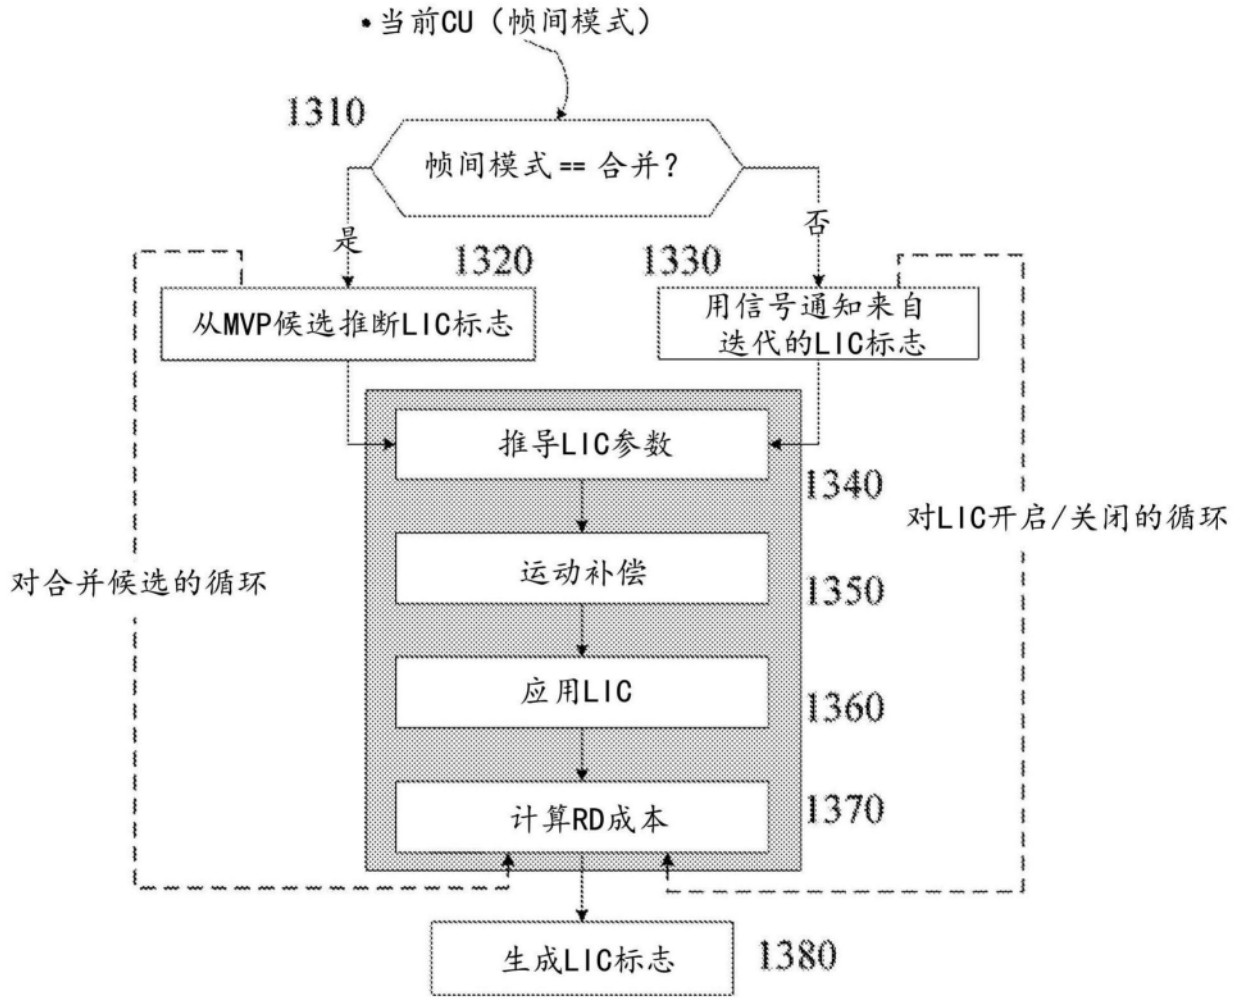 •当前CU（帧间模式）
1310
帧间模式 == 合并?
是
否
1320
1330
从MVP候选推断LIC标志
用信号通知来自
迭代的LIC标志
推导LIC参数
1340
对LIC开启/关闭的循环
运动补偿
对合并候选的循环
1350
应用LIC
1360
计算RD成本
1370
生成LIC标志
1380